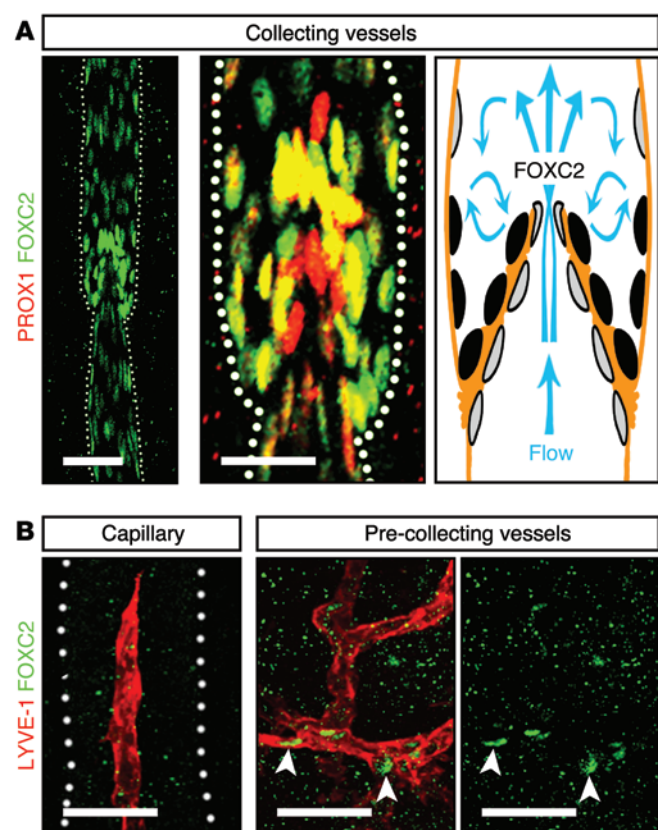 A
Collecting vessels
PROX1 FOXC2
FOXC2
Flow
B
Capillary
Pre-collecting vessels
LYVE-1 FOXC2